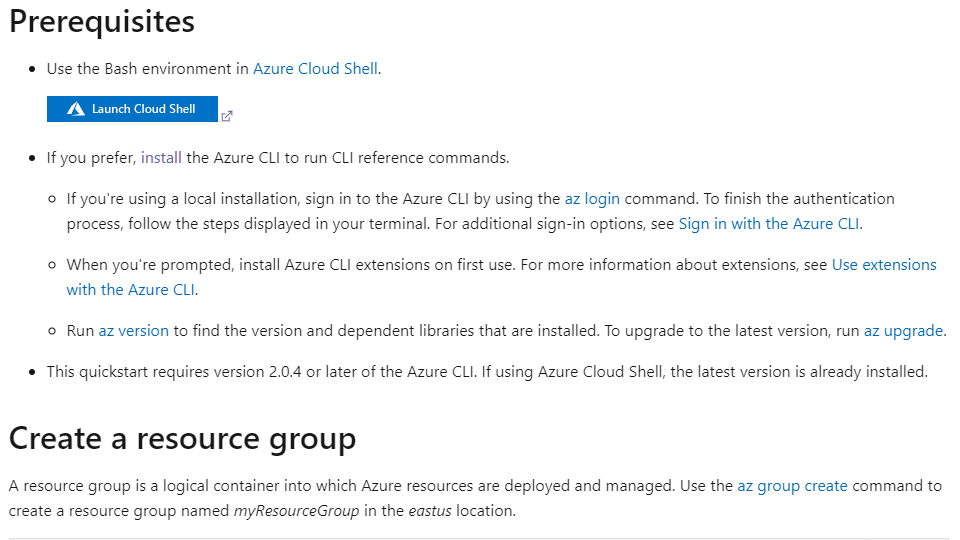 Prerequisites
• Use the Bash environment in Azure Cloud Shell.
Launch Cloud Shell
• If you prefer, install the Azure CLI to run CLI reference commands.
◦ If you're using a local installation, sign in to the Azure CLI by using the az login command. To finish the authentication
process, follow the steps displayed in your terminal. For additional sign-in options, see Sign in with the Azure CLI.
◦ When you're prompted, install Azure CLI extensions on first use. For more information about extensions, see Use extensions
with the Azure CLI.
◦ Run az version to find the version and dependent libraries that are installed. To upgrade to the latest version, run az upgrade.
• This quickstart requires version 2.0.4 or later of the Azure CLI. If using Azure Cloud Shell, the latest version is already installed.
Create a resource group
A resource group is a logical container into which Azure resources are deployed and managed. Use the az group create command to
create a resource group named myResourceGroup in the eastus location.